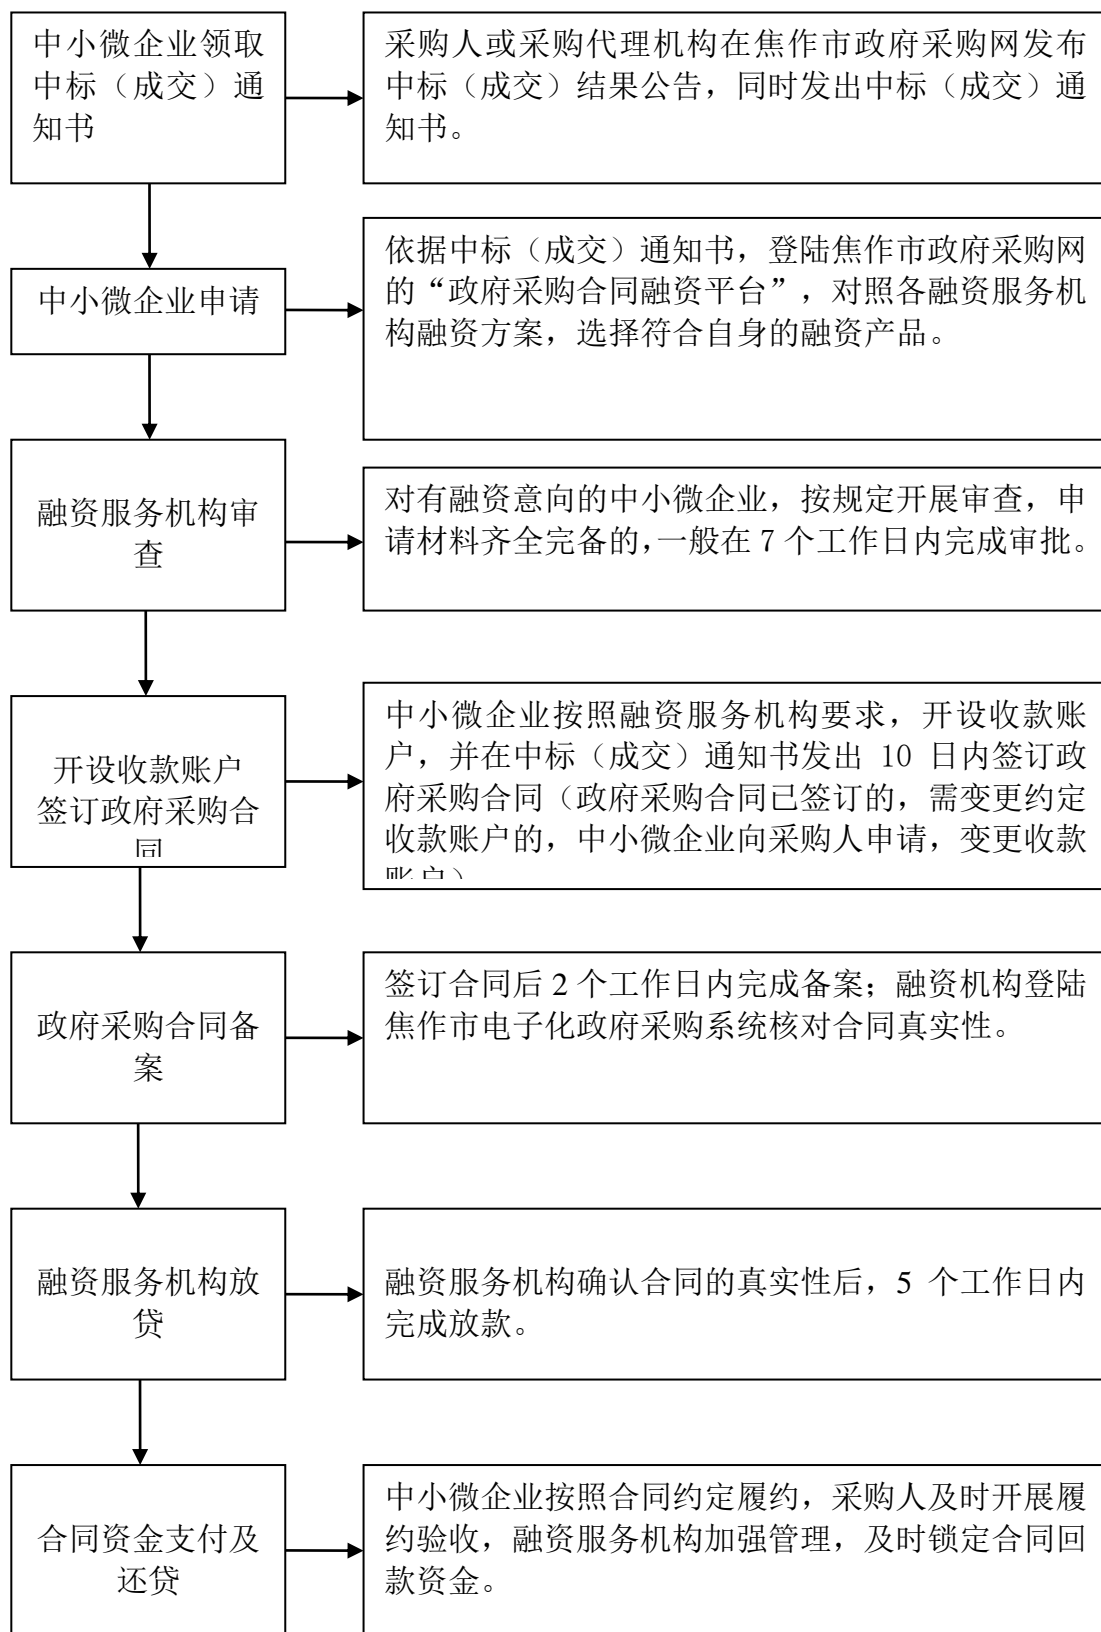 中小微企业领取
中标（成交）通
知书
采购人或采购代理机构在焦作市政府采购网发布
中标（成交）结果公告，同时发出中标（成交）通
知书。
中小微企业申请
依据中标（成交）通知书，登陆焦作市政府采购网
的“政府采购合同融资平台”，对照各融资服务机
构融资方案，选择符合自身的融资产品。
融资服务机构审
查
对有融资意向的中小微企业，按规定开展审查，申
请材料齐全完备的，一般在 7 个工作日内完成审批。
开设收款账户
签订政府采购合
同
中小微企业按照融资服务机构要求，开设收款账
户，并在中标（成交）通知书发出 10 日内签订政
府采购合同（政府采购合同已签订的，需变更约定
收款账户的，中小微企业向采购人申请，变更收款
账户）
政府采购合同备
案
签订合同后 2 个工作日内完成备案；融资机构登陆
焦作市电子化政府采购系统核对合同真实性。
融资服务机构放
贷
融资服务机构确认合同的真实性后，5 个工作日内
完成放款。
合同资金支付及
还贷
中小微企业按照合同约定履约，采购人及时开展履
约验收，融资服务机构加强管理，及时锁定合同回
款资金。